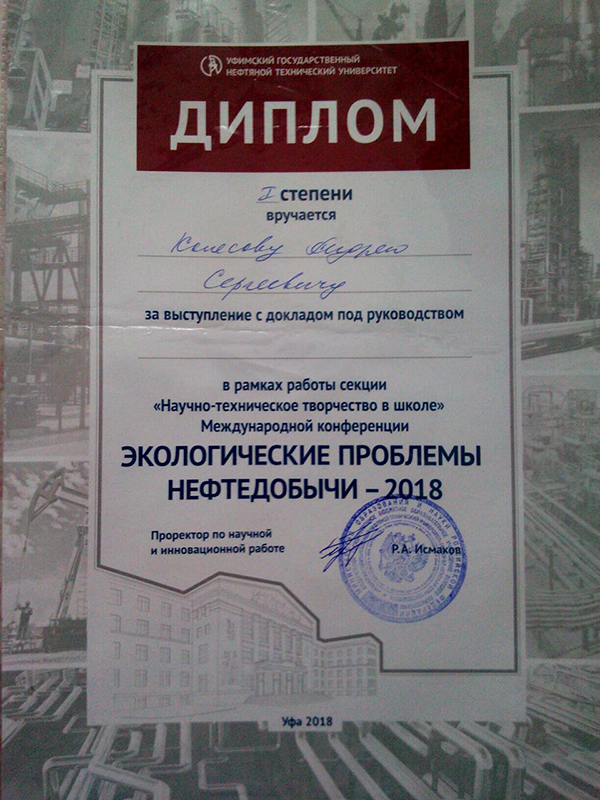 УФИМСКИЙ ГОСУДАРСТВЕННЫЙ
НЕФТЯНОЙ ТЕХНИЧЕСКИЙ УНИВЕРСИТЕТ
ДИПЛОМ
I степени
вручается
Колесову Андрею
Сергеевичу
за выступление с докладом под руководством
в рамках работы секции
«Научно-техническое творчество в школе»
Международной конференции
ЭКОЛОГИЧЕСКИЕ ПРОБЛЕМЫ
НЕФТЕДОБЫЧИ – 2018
Проректор по научной
и инновационной работе
Р.А. Исмаков
Уфа 2018